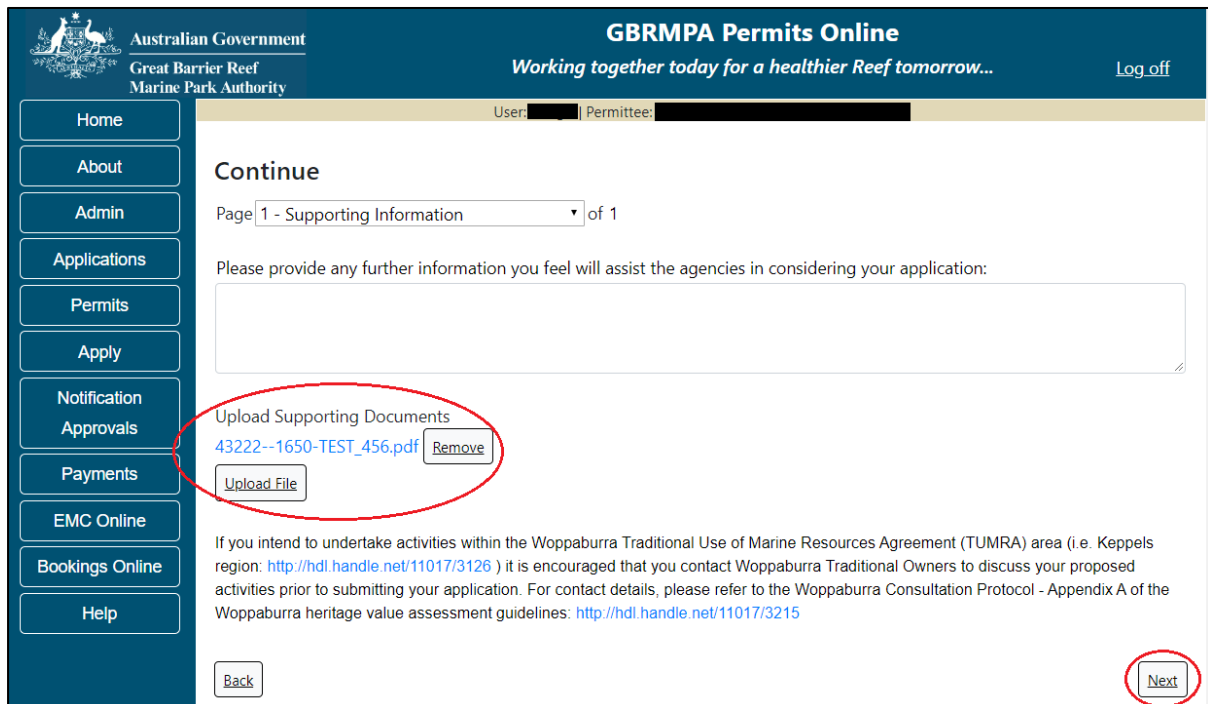 Australian Government
Great Barrier Reef
Marine Park Authority
GBRMPA Permits Online
Working together today for a healthier Reef tomorrow...
Log off
User: | Permittee:
Home
About
Admin
Applications
Permits
Apply
Notification
Approvals
Payments
EMC Online
Bookings Online
Help
Continue
Page 1 - Supporting Information of 1
Please provide any further information you feel will assist the agencies in considering your application:
Upload Supporting Documents
43222--1650-TEST_456.pdf Remove
Upload File
If you intend to undertake activities within the Woppaburra Traditional Use of Marine Resources Agreement (TUMRA) area (i.e. Keppels
region: http://hdl.handle.net/11017/3126 ) it is encouraged that you contact Woppaburra Traditional Owners to discuss your proposed
activities prior to submitting your application. For contact details, please refer to the Woppaburra Consultation Protocol - Appendix A of the
Woppaburra heritage value assessment guidelines: http://hdl.handle.net/11017/3215
Back
Next